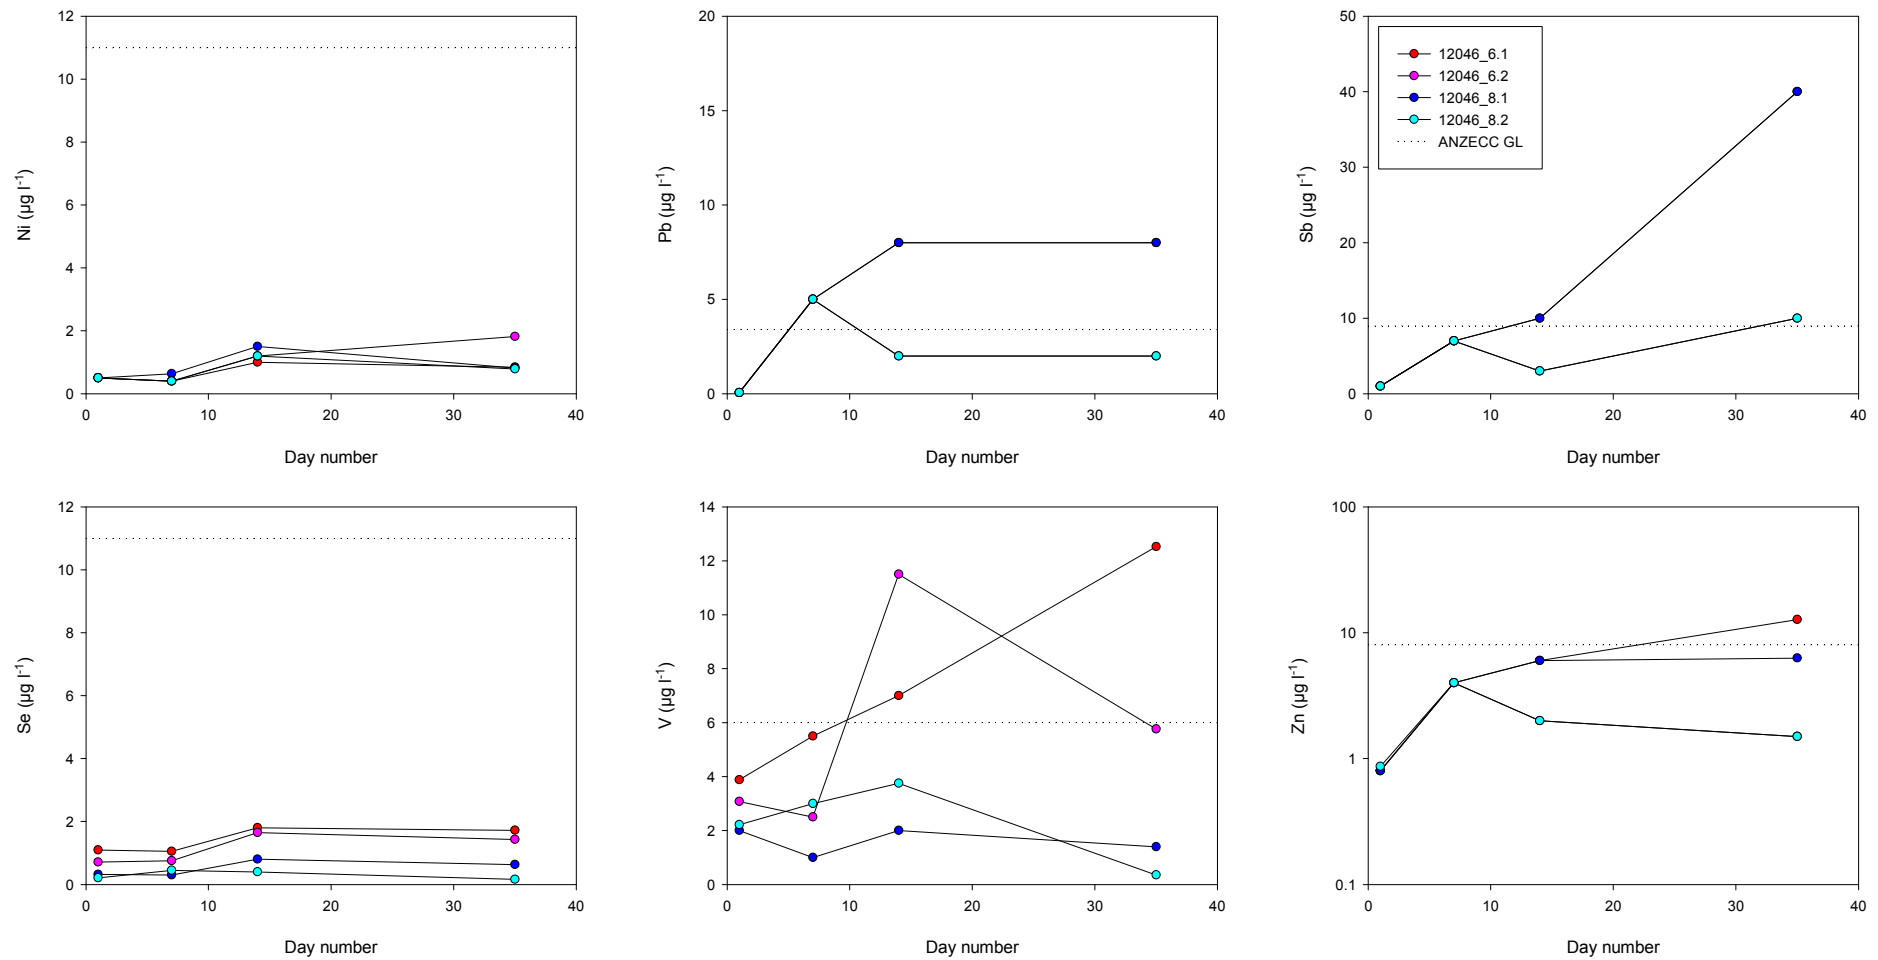 12
10
8
6
4
2
0
0 10 20 30 40
Ni (µg l-1)
Day number
20
15
10
5
0
0 10 20 30 40
Pb (µg l-1)
Day number
50
40
30
20
10
0
0 10 20 30 40
Sb (µg l-1)
Day number
12046_6.1
12046_6.2
12046_8.1
12046_8.2
ANZECC GL
12
10
8
6
4
2
0
0 10 20 30 40
Se (µg l-1)
Day number
14
12
10
8
6
4
2
0
0 10 20 30 40
V (µg l-1)
Day number
100
10
1
0.1
0 10 20 30 40
Zn (µg l-1)
Day number